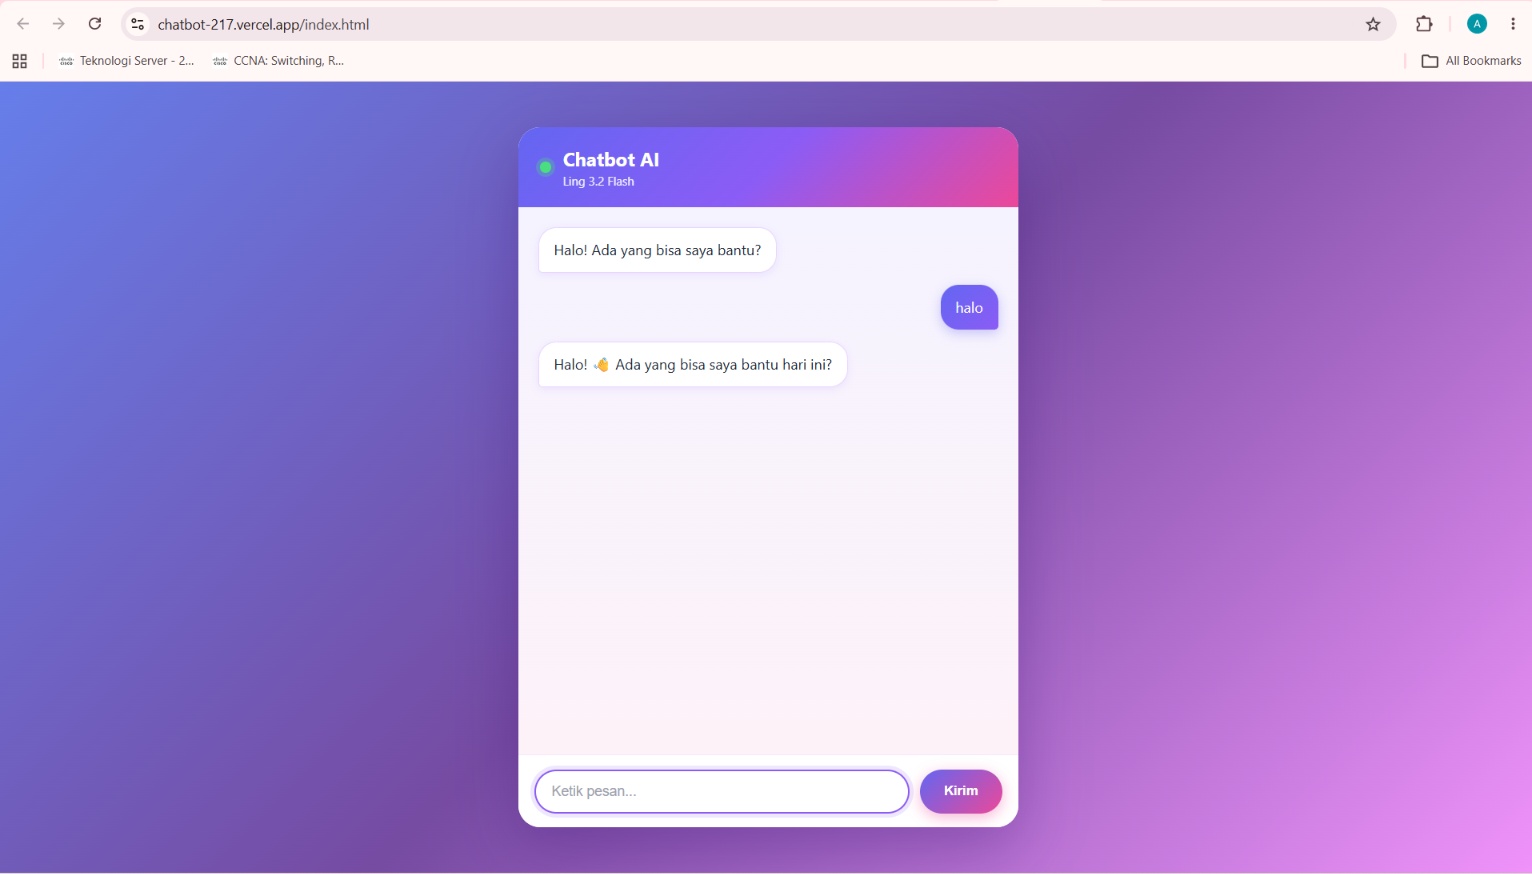 chatbot-217.vercel.app/index.html
A
Teknologi Server - 2...
CCNA: Switching, R...
All Bookmarks
Chatbot AI
Ling 3.2 Flash
Halo! Ada yang bisa saya bantu?
halo
Halo! 👋 Ada yang bisa saya bantu hari ini?
Ketik pesan...
Kirim